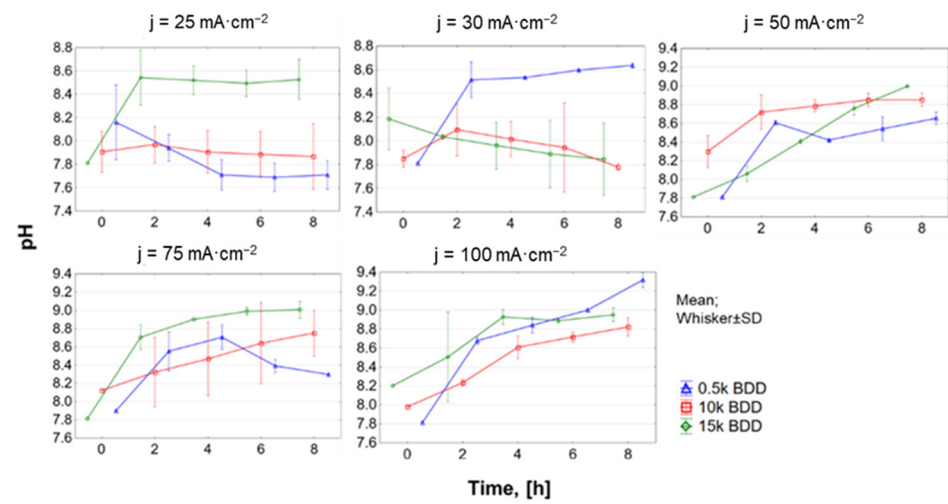 j = 25 mA·cm−2
j = 30 mA·cm−2
j = 50 mA·cm−2
8.8
8.6
8.4
8.2
8.0
7.8
7.6
7.4
0 2 4 6 8
8.8
8.6
8.4
8.2
8.0
7.8
7.6
7.4
0 2 4 6 8
9.4
9.2
9.0
8.8
8.6
8.4
8.2
8.0
7.8
7.6
0 2 4 6 8
pH
j = 75 mA·cm−2
j = 100 mA·cm−2
9.4
9.2
9.0
8.8
8.6
8.4
8.2
8.0
7.8
7.6
0 2 4 6 8
9.4
9.2
9.0
8.8
8.6
8.4
8.2
8.0
7.8
7.6
0 2 4 6 8
Mean;
Whisker±SD
0.5k BDD
10k BDD
15k BDD
Time, [h]